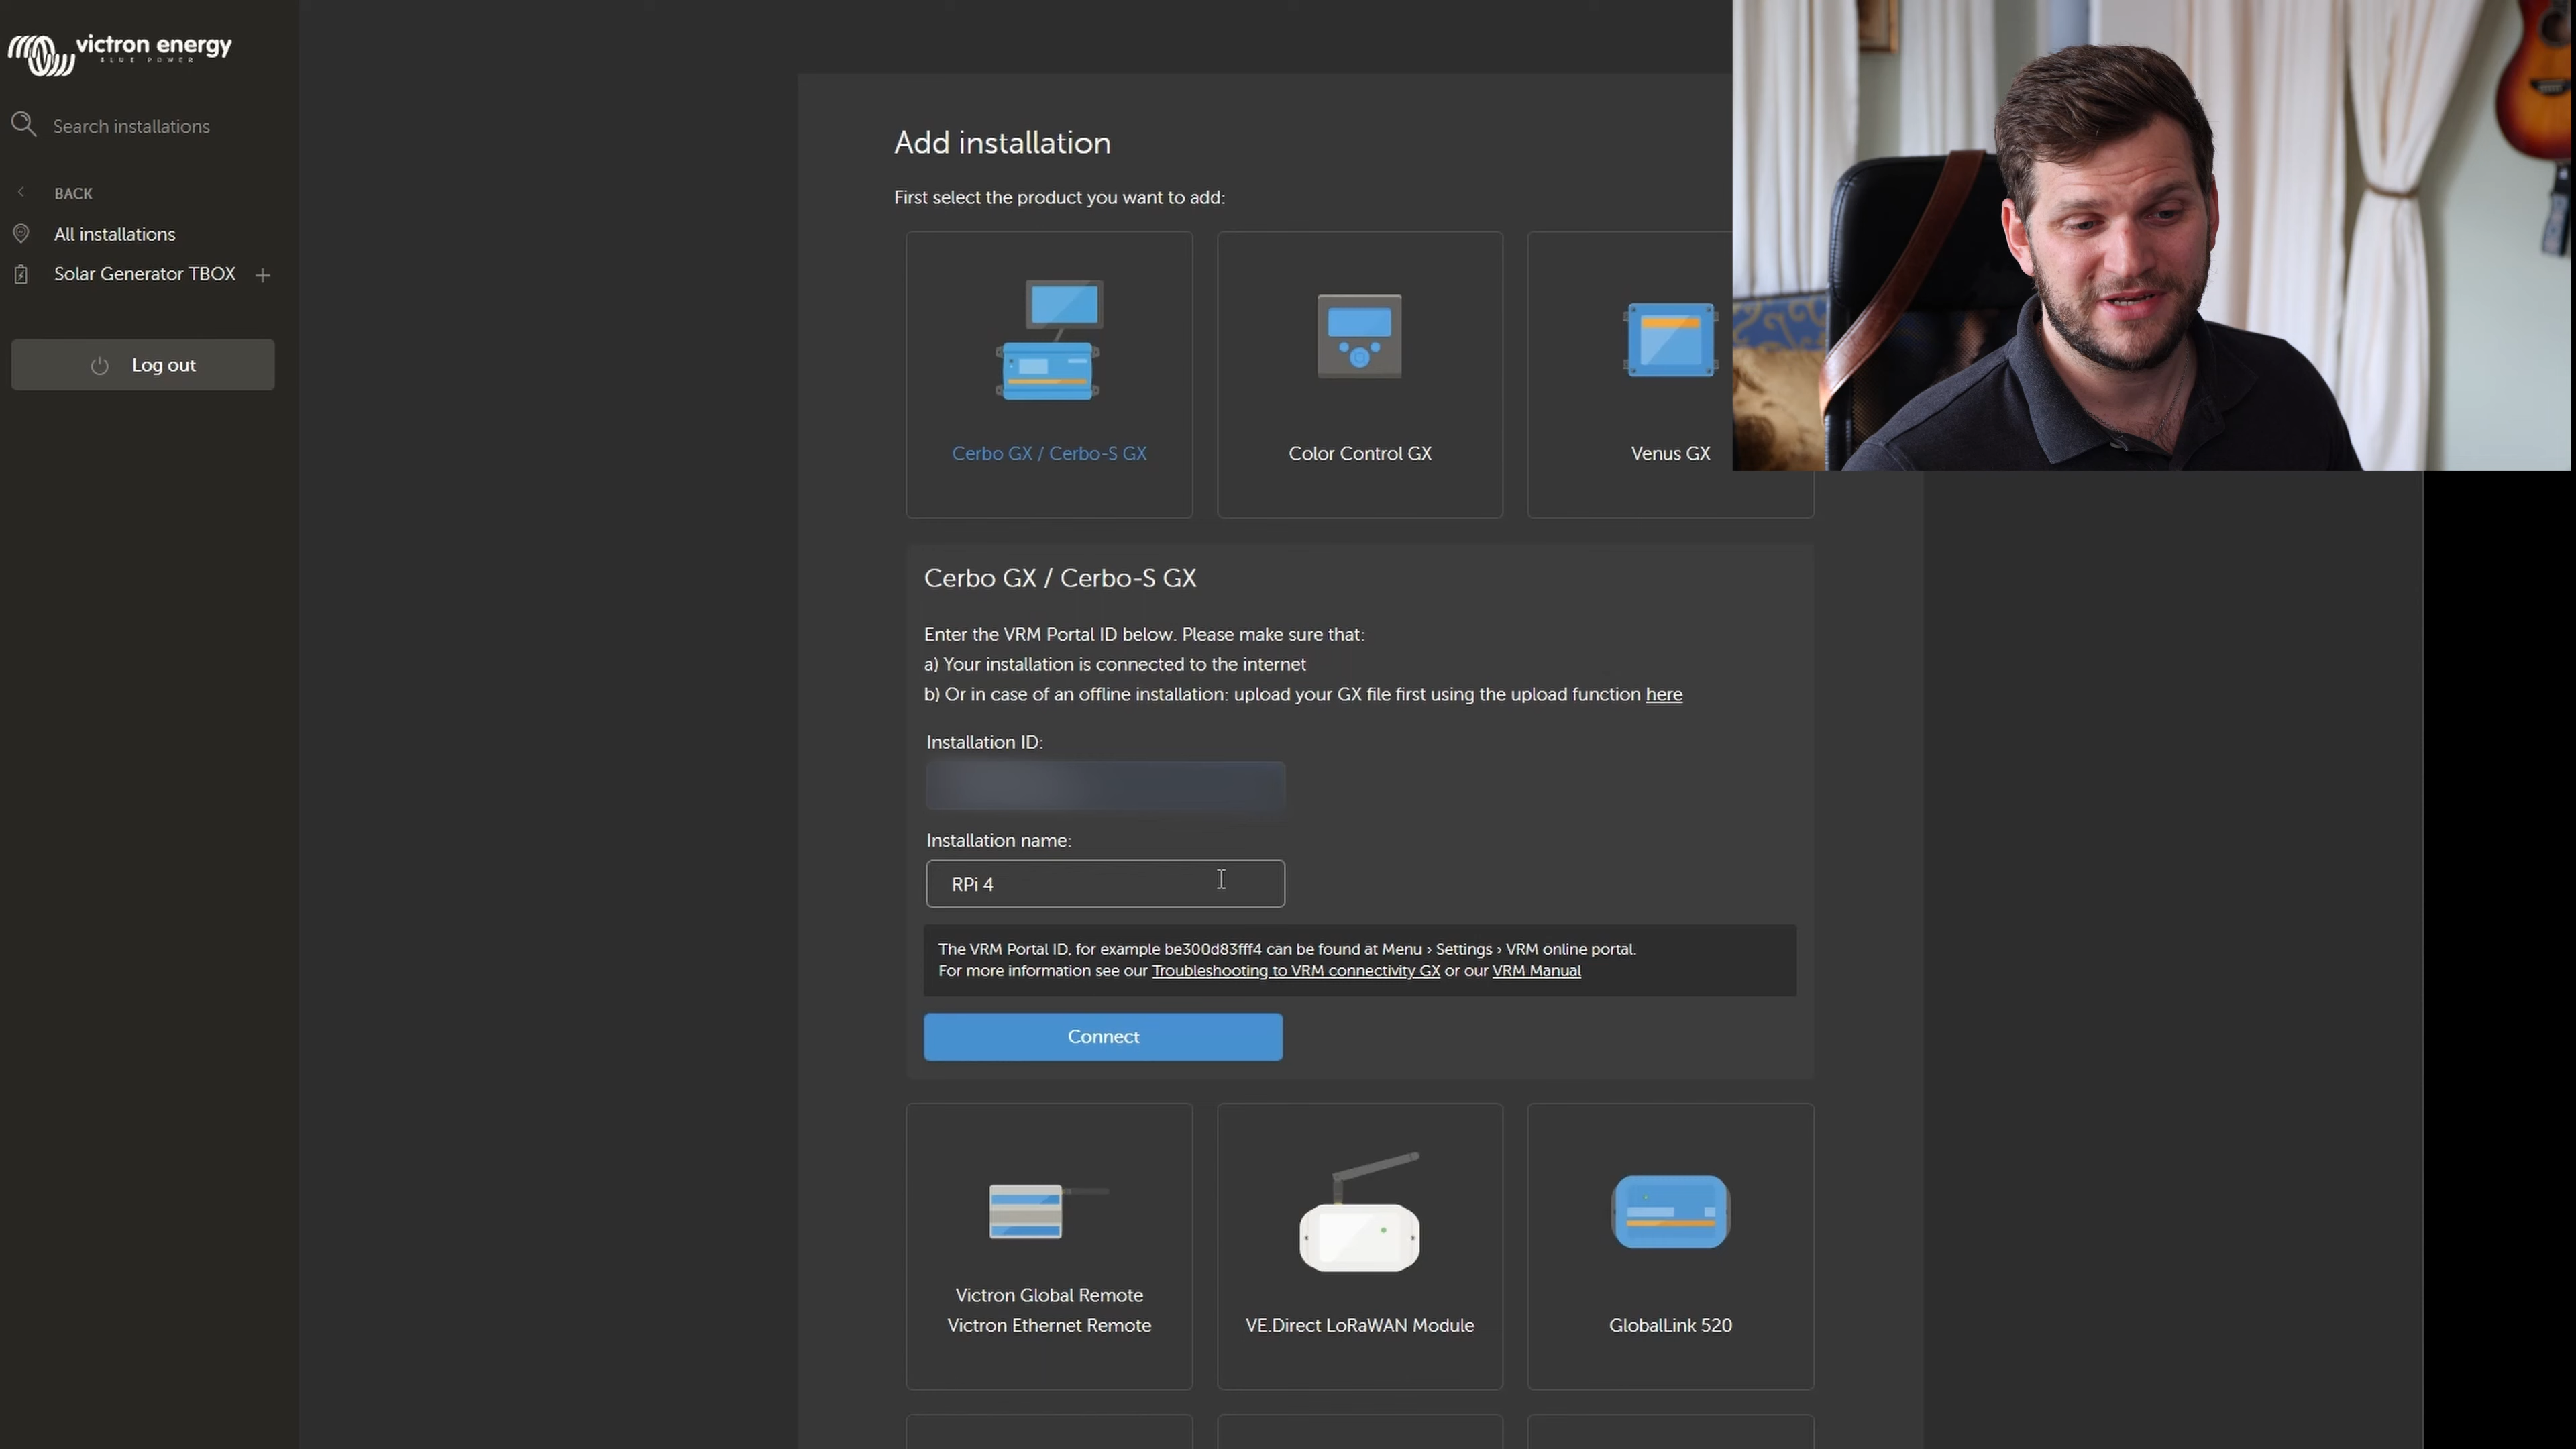 victron energy
BLUE POWER
Search installations
BACK
All installations
Solar Generator TBOX +
Log out
Add installation
First select the product you want to add:
Cerbo GX / Cerbo-S GX
Color Control GX
Venus GX
Cerbo GX / Cerbo-S GX
Enter the VRM Portal ID below. Please make sure that:
a) Your installation is connected to the internet
b) Or in case of an offline installation: upload your GX file first using the upload function here
Installation ID:
Installation name:
RPi 4
The VRM Portal ID, for example be300d83fff4 can be found at Menu › Settings › VRM online portal.
For more information see our Troubleshooting to VRM connectivity GX or our VRM Manual
Connect
Victron Global Remote
Victron Ethernet Remote
VE.Direct LoRaWAN Module
GlobalLink 520